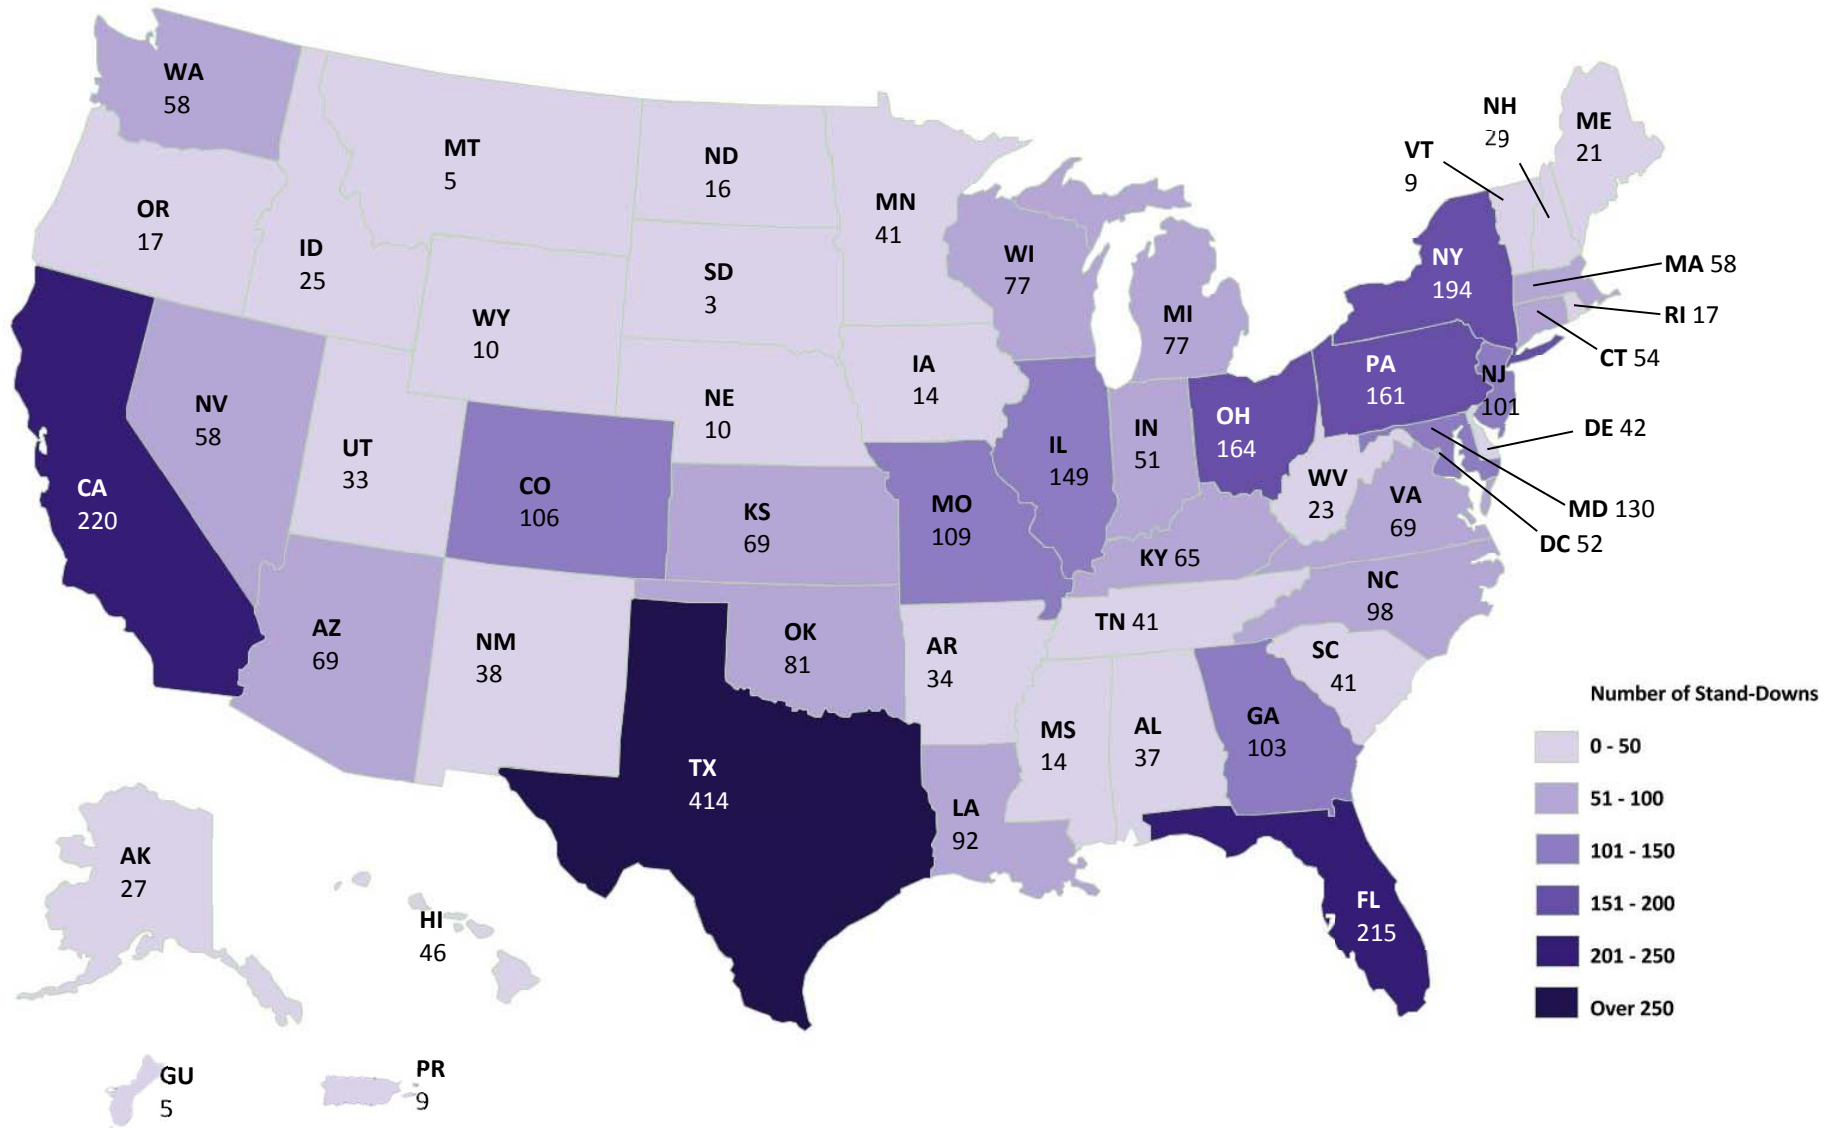 WA
58
OR
17
CA
220
NV
58
ID
25
MT
5
WY
10
UT
33
AZ
69
CO
106
NM
38
ND
16
SD
3
NE
10
KS
69
OK
81
TX
414
MN
41
IA
14
MO
109
AR
34
LA
92
WI
77
IL
149
MI
77
IN
51
OH
164
KY 65
TN 41
MS
14
AL
37
GA
103
FL
215
SC
41
NC
98
VA
69
WV
23
PA
161
NY
194
NJ
101
VT
9
NH
29
ME
21
MA 58
RI 17
CT 54
DE 42
MD 130
DC 52
AK
27
HI
46
GU
5
PR
9
Number of Stand-Downs
0 - 50
51 - 100
101 - 150
151 - 200
201 - 250
Over 250